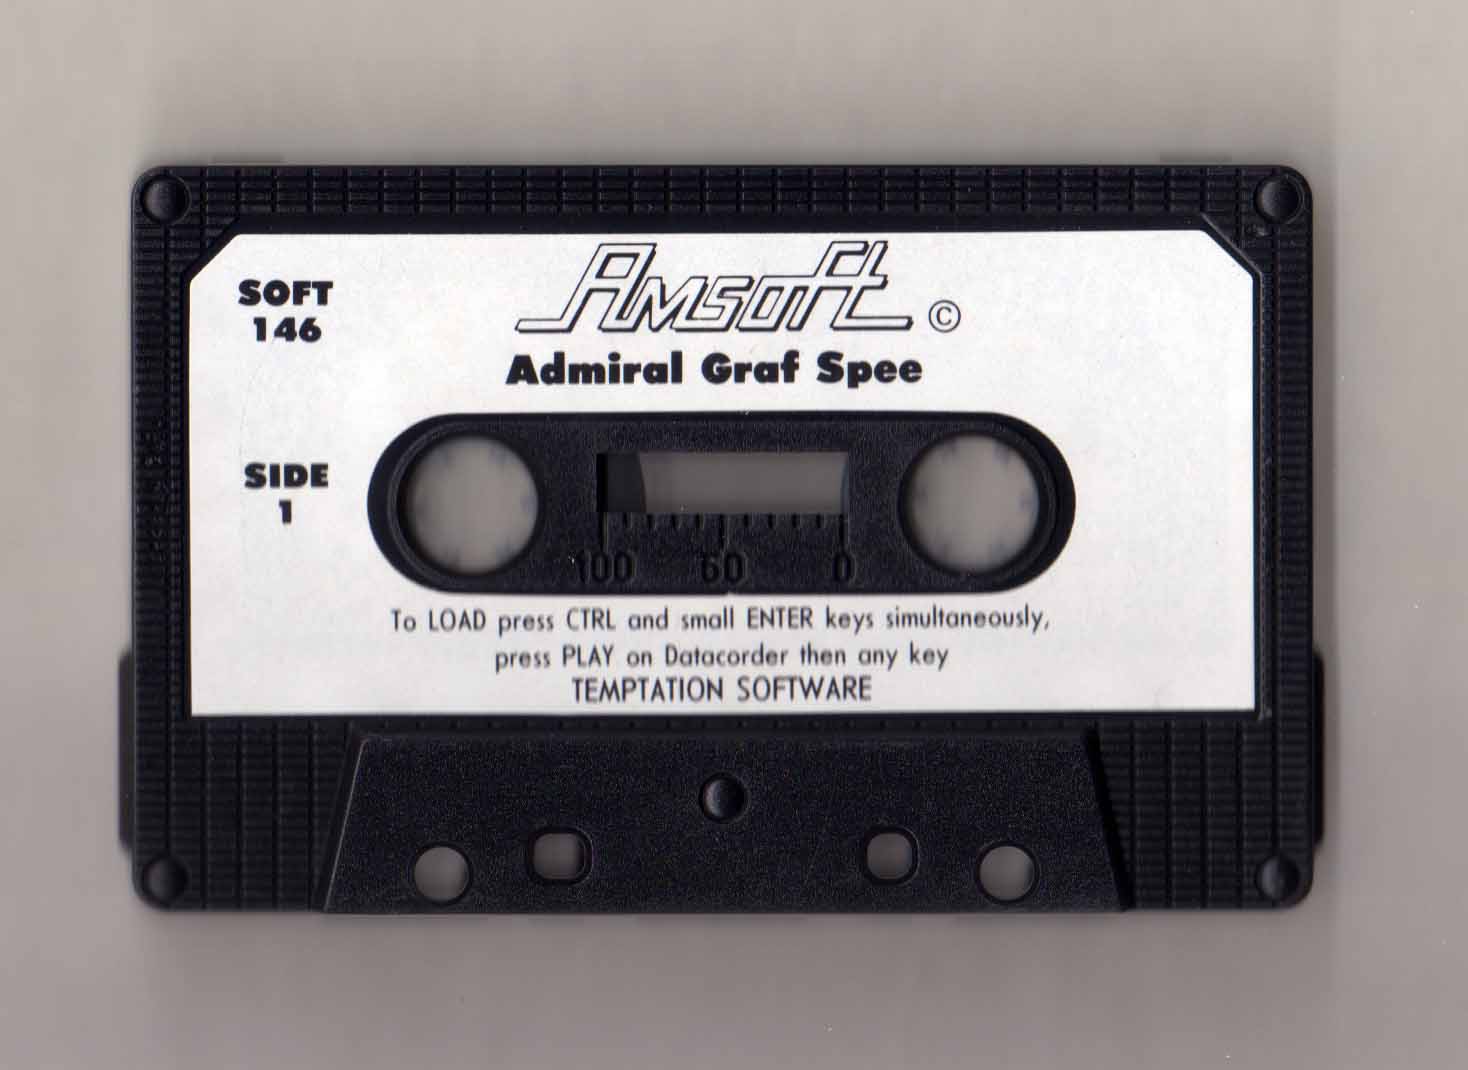 Amsoft ©
SOFT
146
Admiral Graf Spee
SIDE
1
100 60 0
To LOAD press CTRL and small ENTER keys simultaneously,
press PLAY on Datacorder then any key
TEMPTATION SOFTWARE